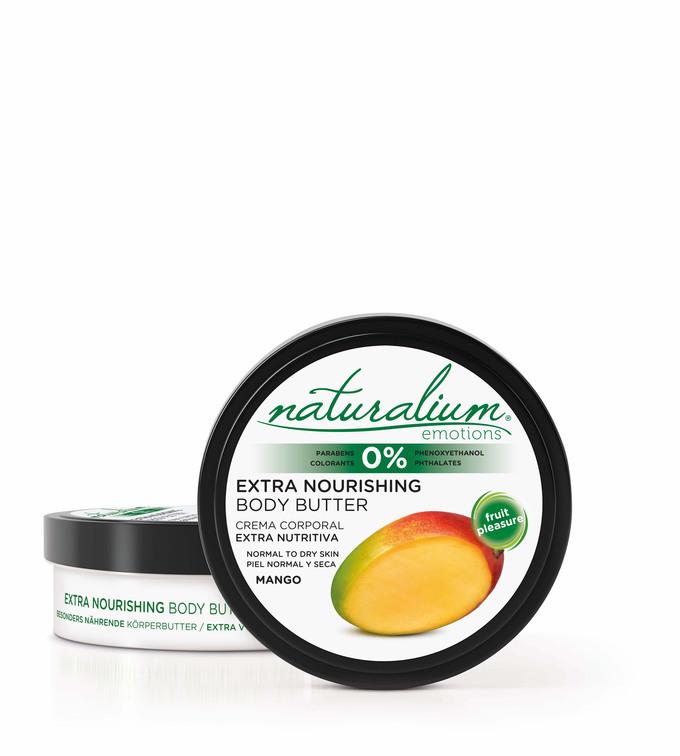 naturalium®
emotions
PARABENS
COLORANTS
0%
PHENOXYETHANOL
PHTHALATES
EXTRA NOURISHING
BODY BUTTER
CREMA CORPORAL
EXTRA NUTRITIVA
NORMAL TO DRY SKIN
PIEL NORMAL Y SECA
MANGO
fruit
pleasure
EXTRA NOURISHING BODY
BESONDERS NÄHRENDE KÖRPERBUTTER / EXTRA